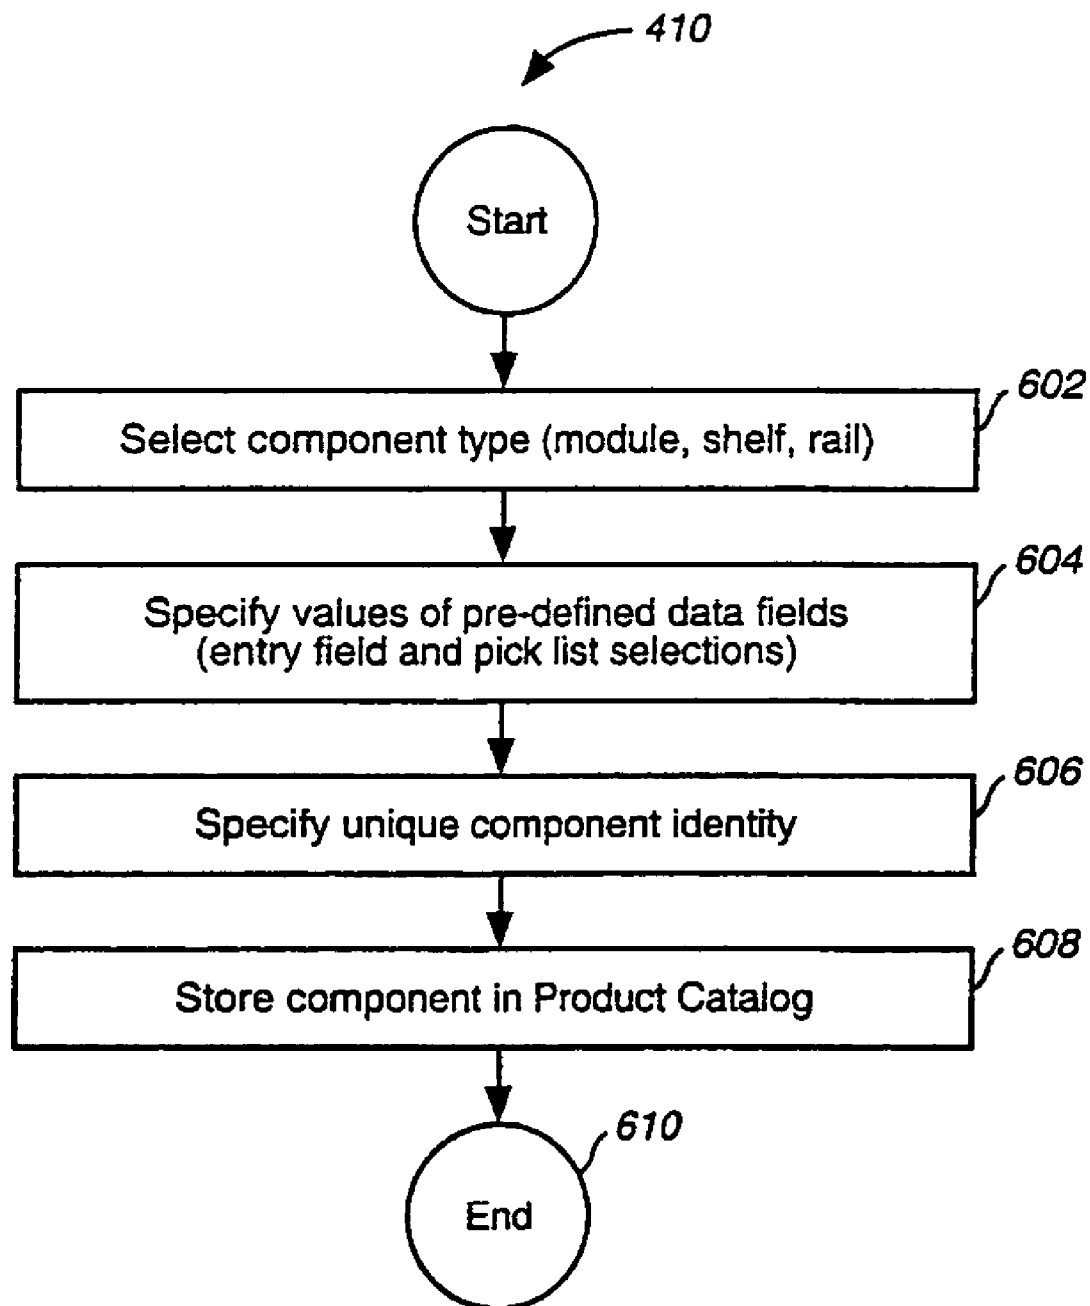 410
Start
602
Select component type (module, shelf, rail)
604
Specify values of pre-defined data fields
(entry field and pick list selections)
606
Specify unique component identity
608
Store component in Product Catalog
610
End